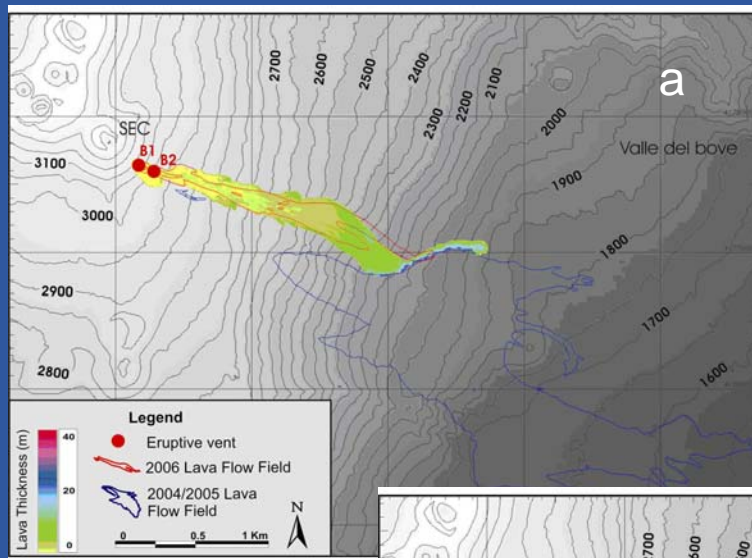 a
2700
2600
2500
2400
2300
2200
2100
2000
1900
1800
1700
1600
SEC
B1
B2
Valle del bove
3100
3000
2900
2800
Legend
Eruptive vent
2006 Lava Flow Field
2004/2005 Lava
Flow Field
Lava Thickness (m)
40
20
0
0 0.5 1 Km
N